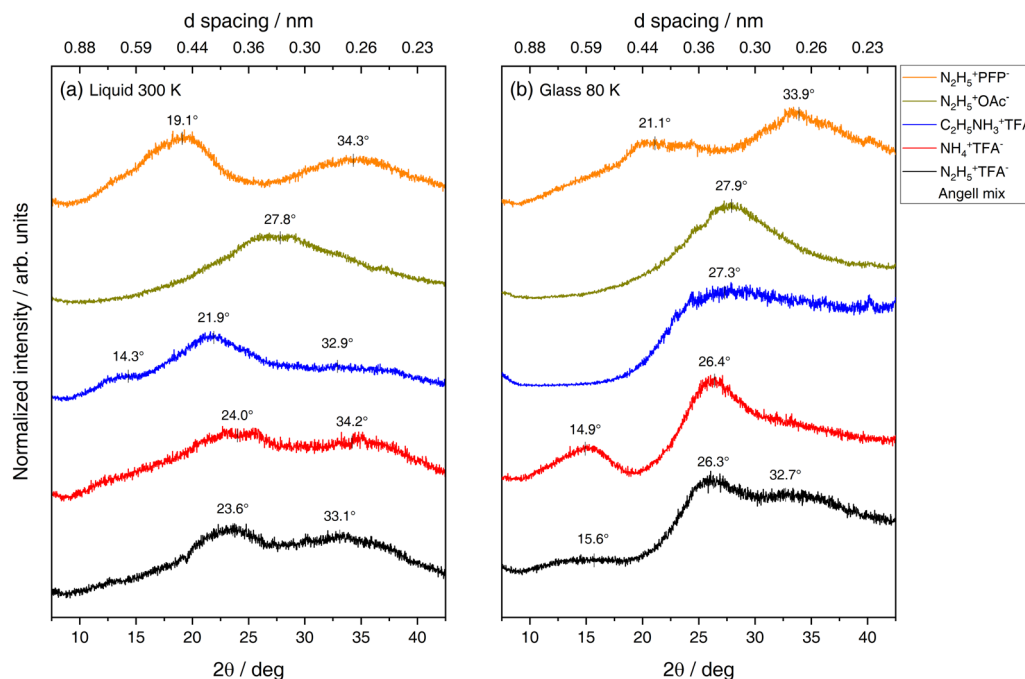 d spacing / nm
0.88 0.59 0.44 0.36 0.30 0.26 0.23
(a) Liquid 300 K
19.1°
34.3°
27.8°
21.9°
14.3°
32.9°
24.0°
34.2°
23.6°
33.1°
10 15 20 25 30 35 40
2θ / deg
Normalized intensity / arb. units
d spacing / nm
0.88 0.59 0.44 0.36 0.30 0.26 0.23
(b) Glass 80 K
21.1°
33.9°
27.9°
27.3°
26.4°
14.9°
26.3°
32.7°
15.6°
10 15 20 25 30 35 40
2θ / deg
N₂H₅⁺PFP⁻
N₂H₅⁺OAc⁻
C₂H₅NH₃⁺TFA
NH₄⁺TFA⁻
N₂H₅⁺TFA⁻
Angell mix